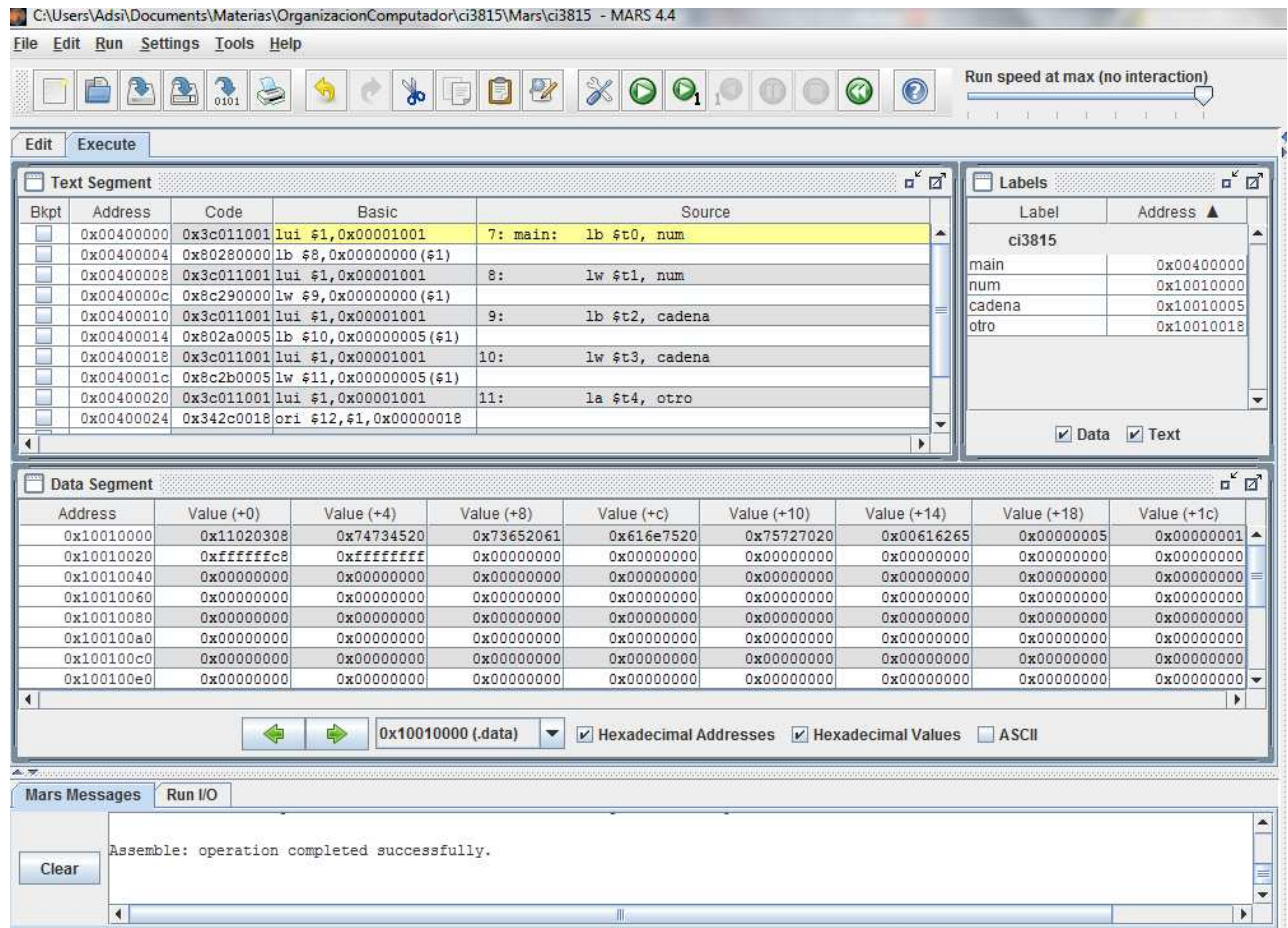 C:\Users\Adsi\Documents\Materias\OrganizacionComputador\ci3815\Mars\ci3815 - MARS 4.4
File Edit Run Settings Tools Help
Run speed at max (no interaction)
Edit Execute
Text Segment
Bkpt Address Code Basic Source
0x00400000 0x3c011001 lui $1,0x00001001 7: main: lb $t0, num
0x00400004 0x80280000 lb $8,0x00000000($1)
0x00400008 0x3c011001 lui $1,0x00001001 8: lw $t1, num
0x0040000c 0x8c290000 lw $9,0x00000000($1)
0x00400010 0x3c011001 lui $1,0x00001001 9: lb $t2, cadena
0x00400014 0x802a0005 lb $10,0x00000005($1)
0x00400018 0x3c011001 lui $1,0x00001001 10: lw $t3, cadena
0x0040001c 0x8c2b0005 lw $11,0x00000005($1)
0x00400020 0x3c011001 lui $1,0x00001001 11: la $t4, otro
0x00400024 0x342c0018 ori $12,$1,0x00000018
Labels
Label Address ▲
ci3815
main 0x00400000
num 0x10010000
cadena 0x10010005
otro 0x10010018
Data Text
Data Segment
Address Value (+0) Value (+4) Value (+8) Value (+c) Value (+10) Value (+14) Value (+18) Value (+1c)
0x10010000 0x11020308 0x74734520 0x73652061 0x616e7520 0x75727020 0x00616265 0x00000005 0x00000001
0x10010020 0xffffffc8 0xffffffff 0x00000000 0x00000000 0x00000000 0x00000000 0x00000000 0x00000000
0x10010040 0x00000000 0x00000000 0x00000000 0x00000000 0x00000000 0x00000000 0x00000000 0x00000000
0x10010060 0x00000000 0x00000000 0x00000000 0x00000000 0x00000000 0x00000000 0x00000000 0x00000000
0x10010080 0x00000000 0x00000000 0x00000000 0x00000000 0x00000000 0x00000000 0x00000000 0x00000000
0x100100a0 0x00000000 0x00000000 0x00000000 0x00000000 0x00000000 0x00000000 0x00000000 0x00000000
0x100100c0 0x00000000 0x00000000 0x00000000 0x00000000 0x00000000 0x00000000 0x00000000 0x00000000
0x100100e0 0x00000000 0x00000000 0x00000000 0x00000000 0x00000000 0x00000000 0x00000000 0x00000000
0x10010000 (.data) Hexadecimal Addresses Hexadecimal Values ASCII
Mars Messages Run I/O
Assemble: operation completed successfully.
Clear